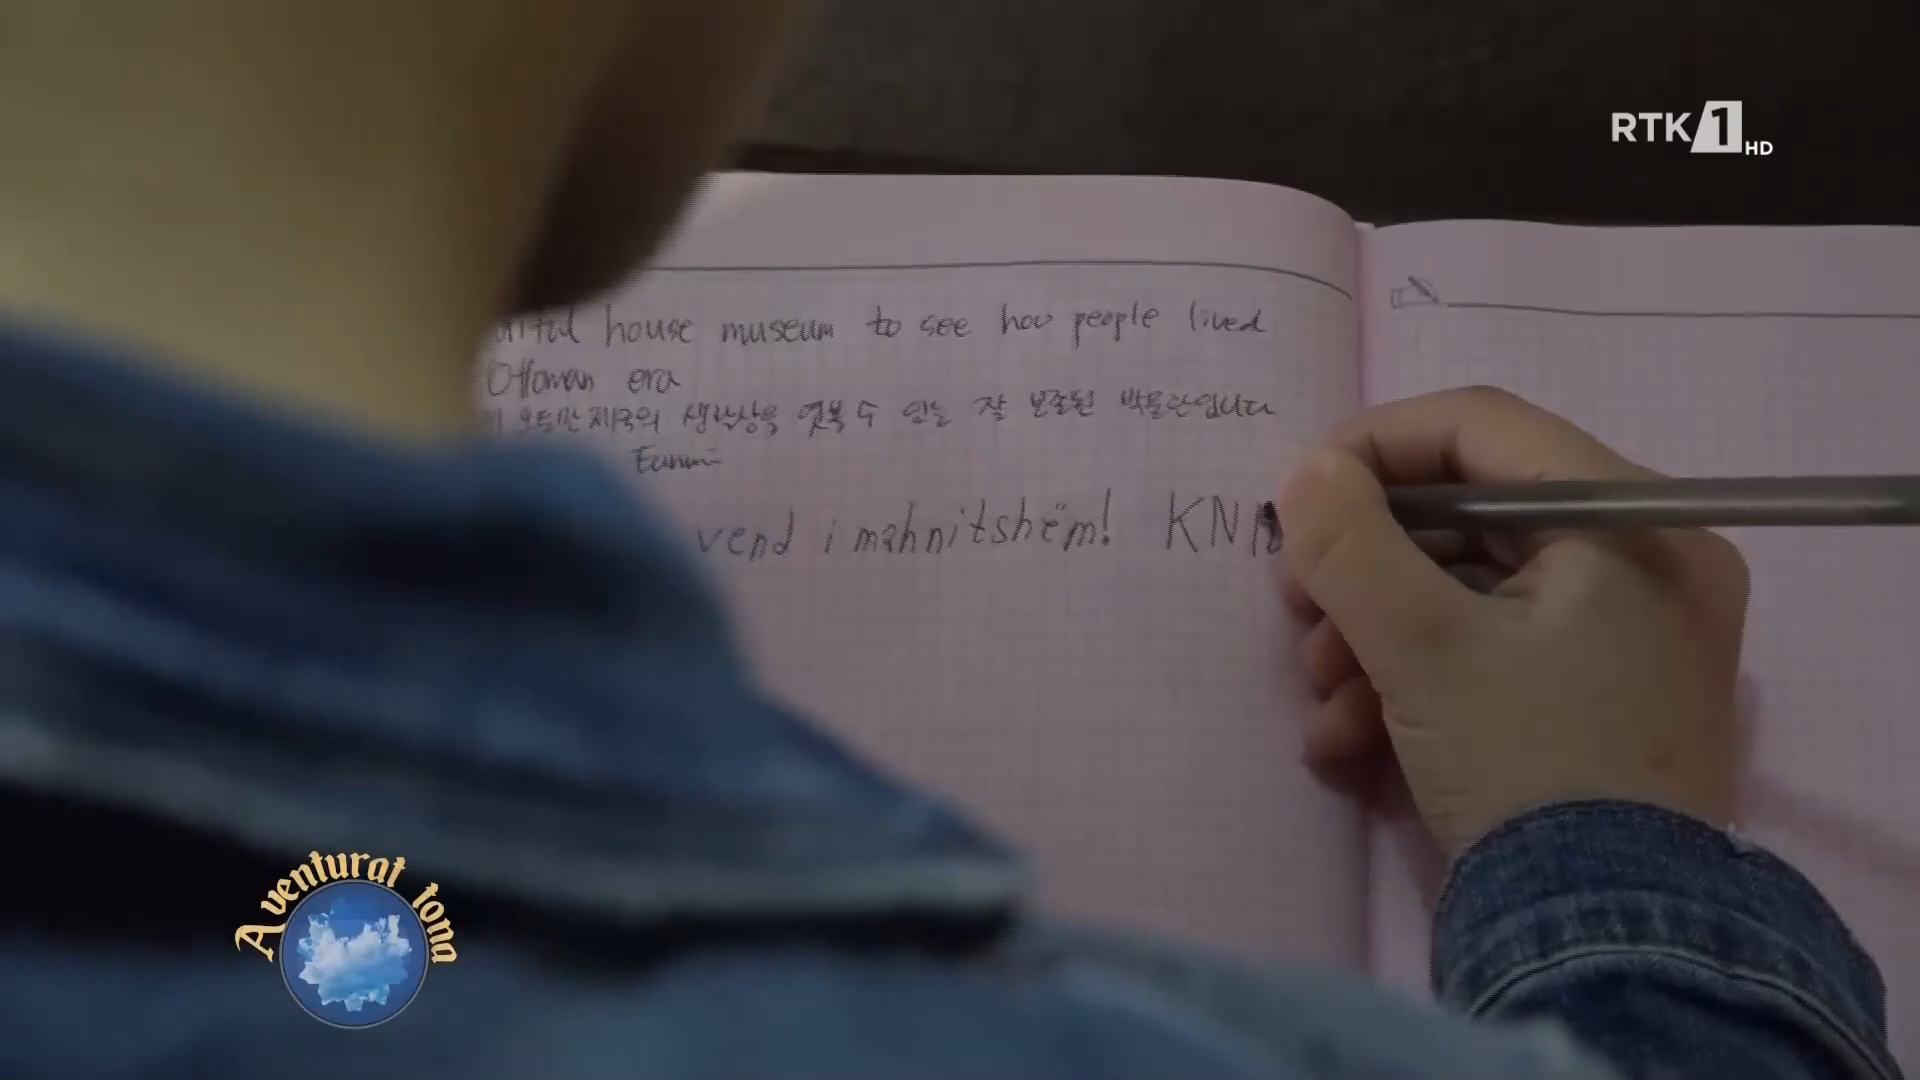 RTK 1 HD
house museum to see how people lived
Ottoman era
오토만 제국의 생활상을 엿볼 수 있는 잘 보존된 박물관입니다
vend i mahnitshëm! KN
Aventurat tona